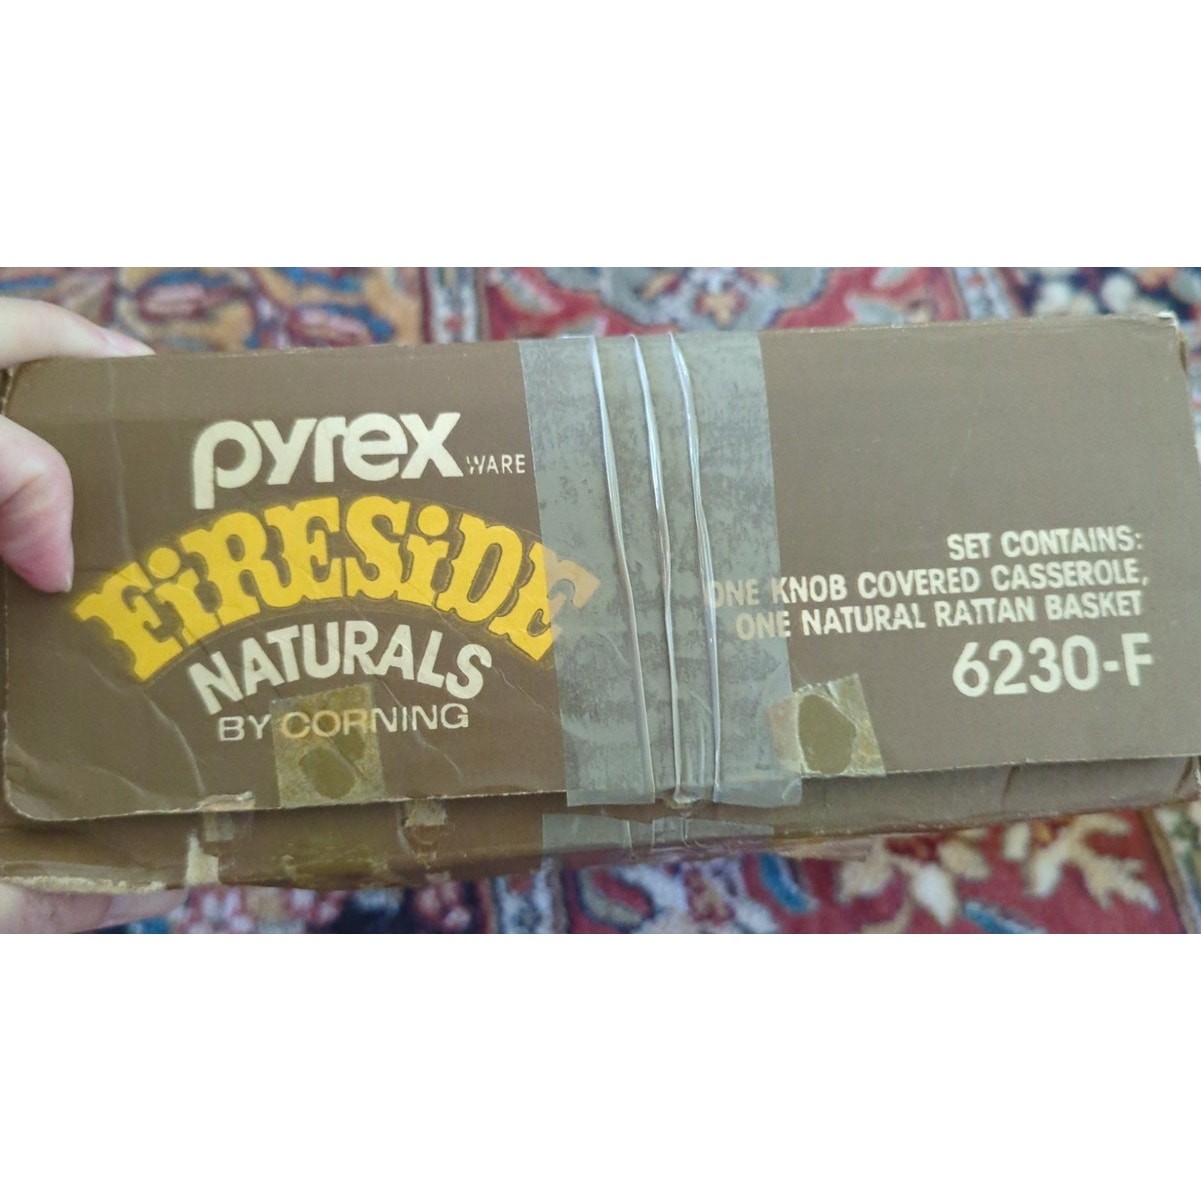 pyrex WARE
FiRESiDE
NATURALS
BY CORNING
SET CONTAINS:
ONE KNOB COVERED CASSEROLE,
ONE NATURAL RATTAN BASKET
6230-F